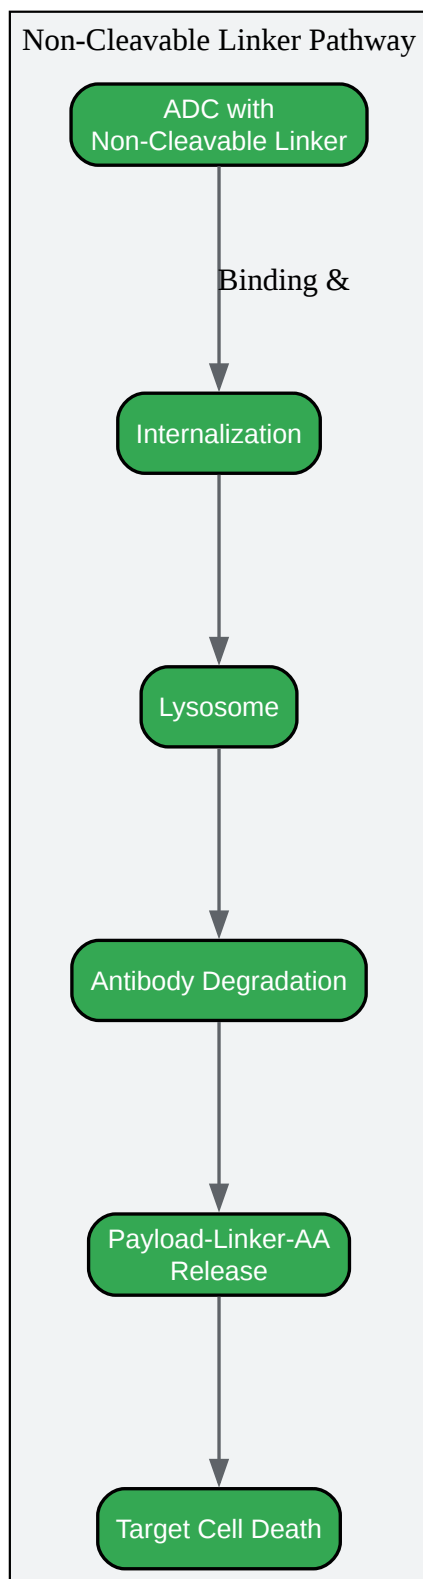 Non-Cleavable Linker Pathway
ADC with
Non-Cleavable Linker
Binding &
Internalization
Lysosome
Antibody Degradation
Payload-Linker-AA
Release
Target Cell Death